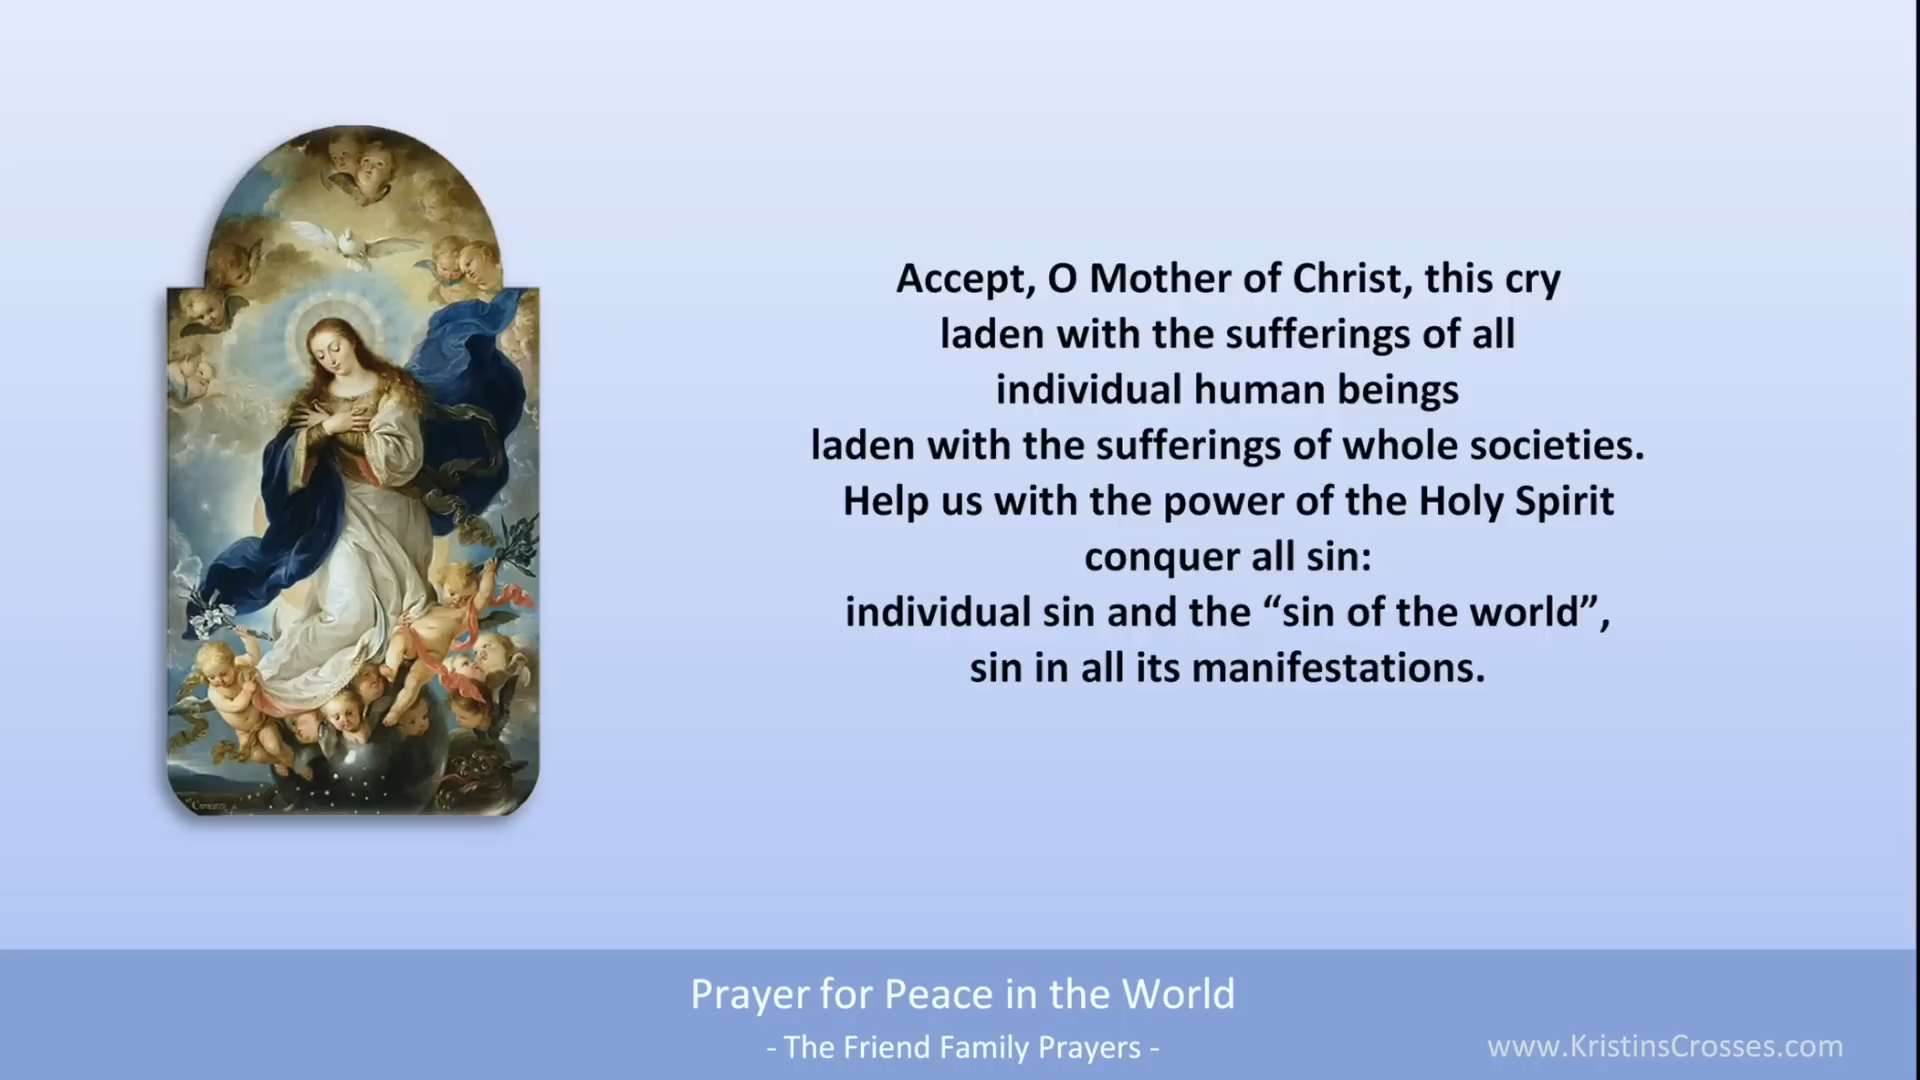 Accept, O Mother of Christ, this cry
laden with the sufferings of all
individual human beings
laden with the sufferings of whole societies.
Help us with the power of the Holy Spirit
conquer all sin:
individual sin and the “sin of the world”,
sin in all its manifestations.
Prayer for Peace in the World
- The Friend Family Prayers -
www.KristinsCrosses.com